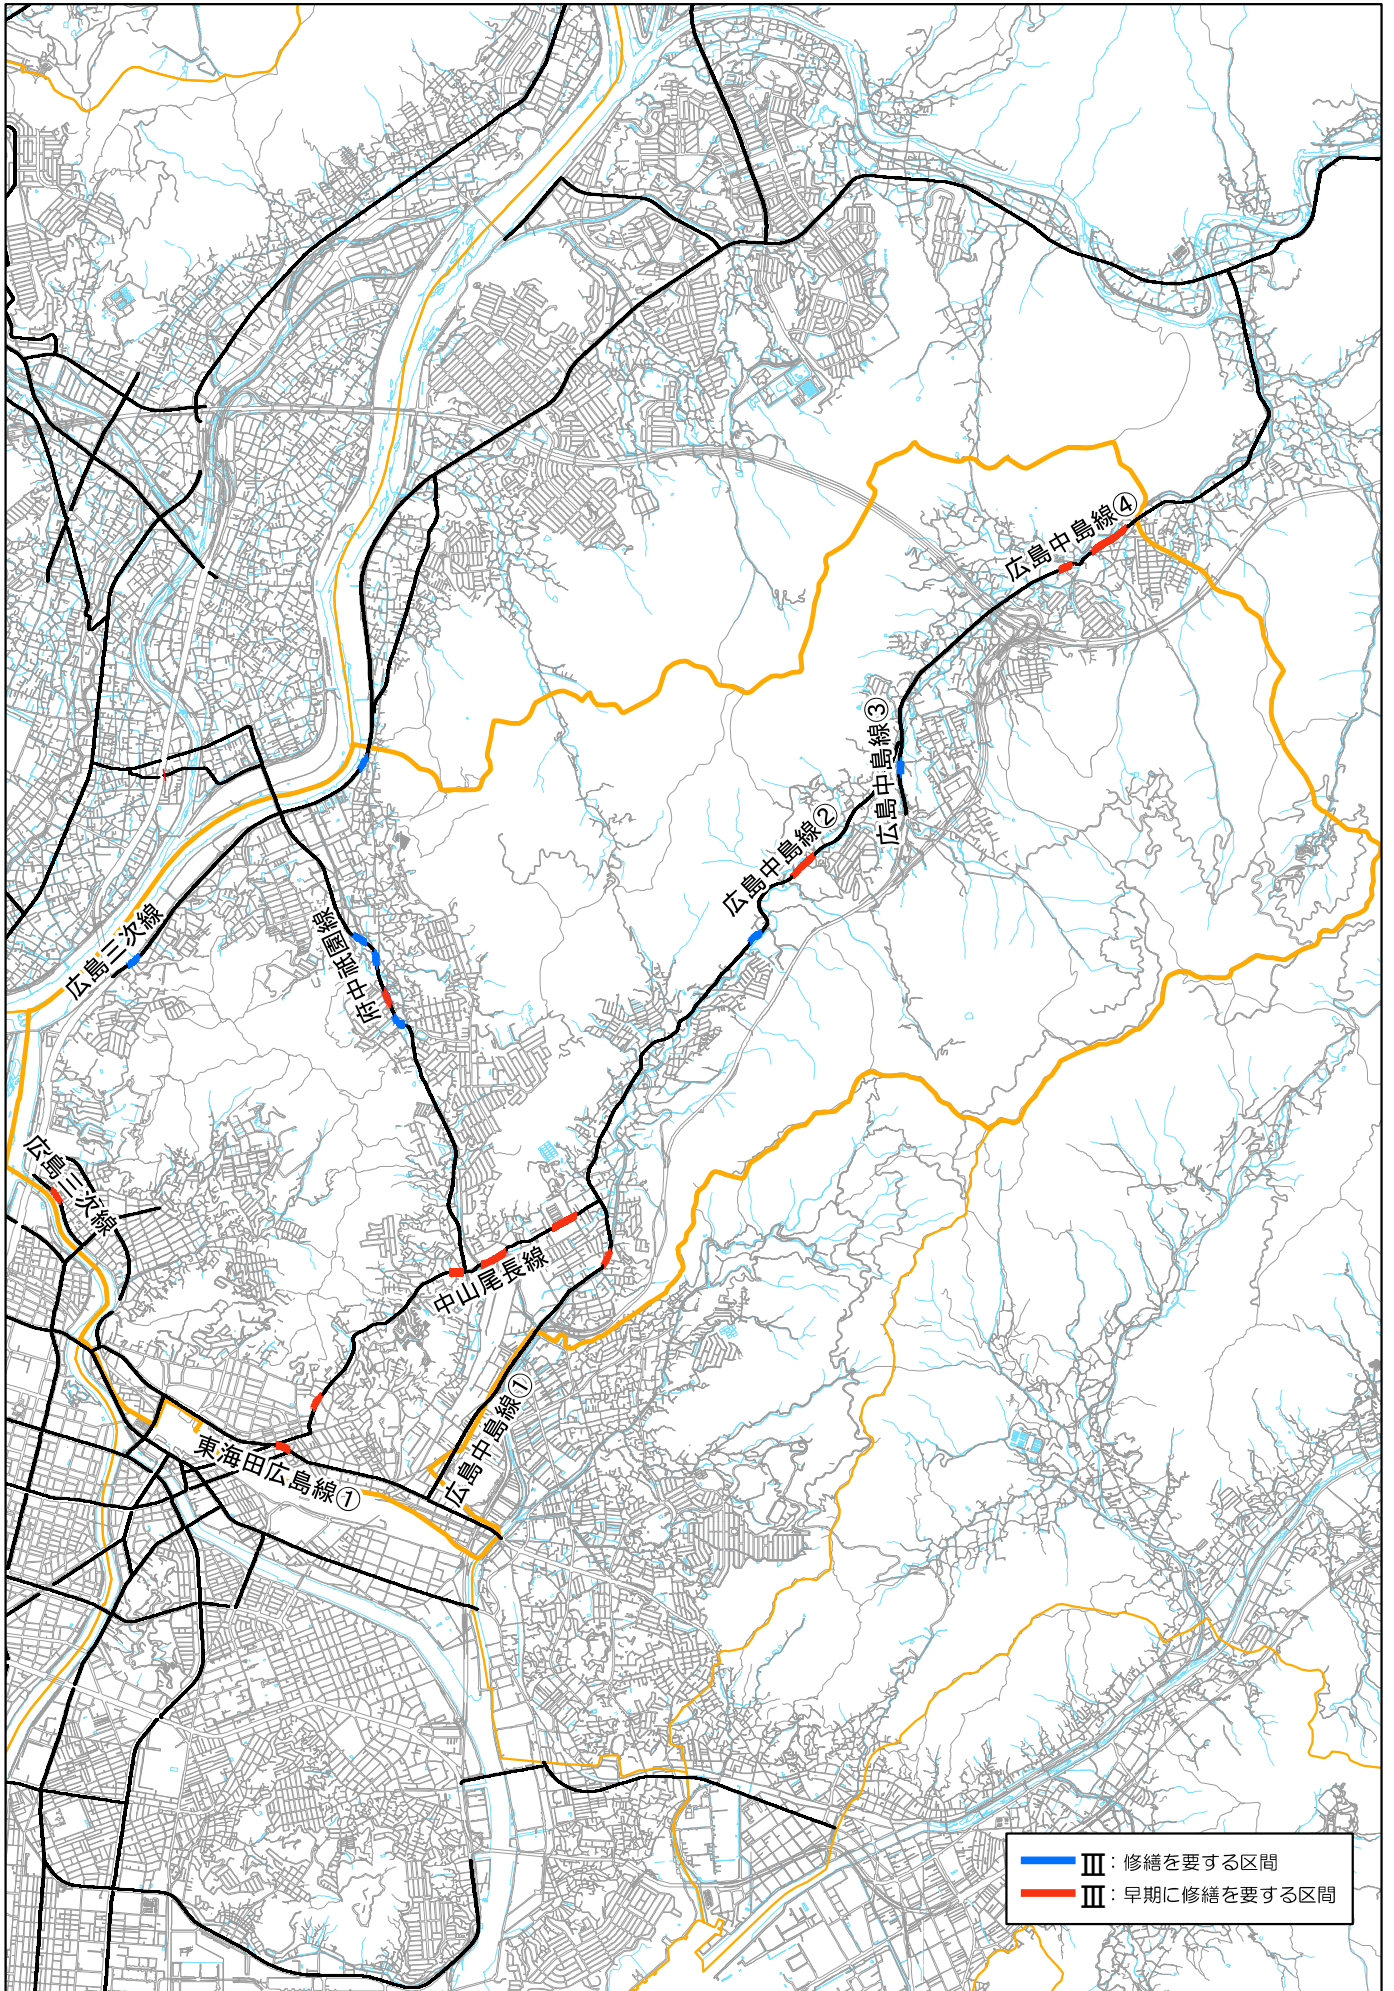 広島中島線④
広島中島線③
広島中島線②
広島三次線
府中祇園線
広島三次線
中山尾長線
広島中島線①
東海田広島線①
Ⅲ：修繕を要する区間
Ⅲ：早期に修繕を要する区間